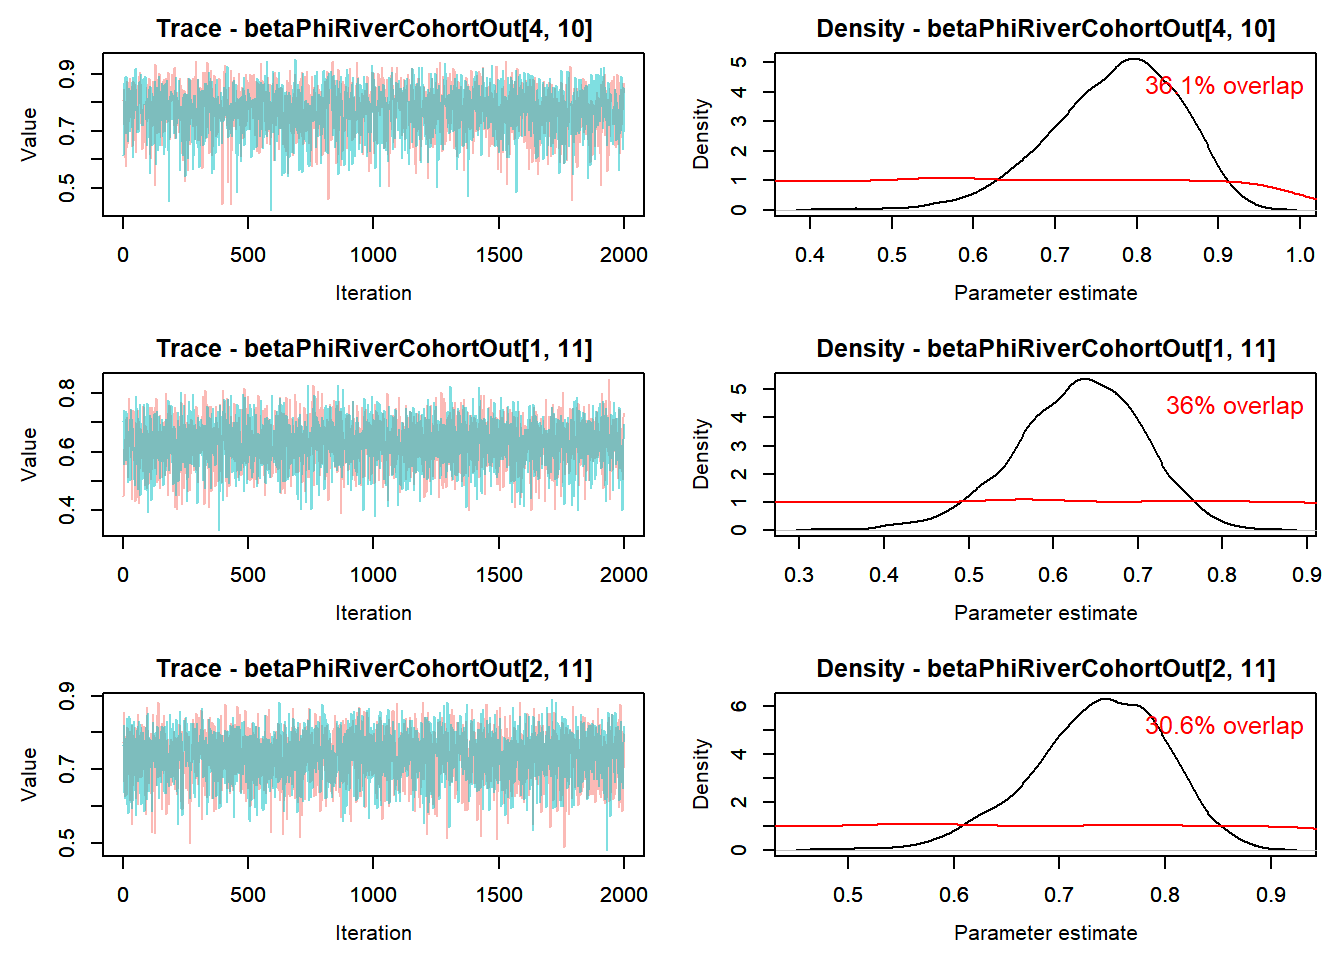 Trace - betaPhiRiverCohortOut[4, 10]
Value
0.5 0.7 0.9
0 500 1000 1500 2000
Iteration
Density - betaPhiRiverCohortOut[4, 10]
36.1% overlap
Density
0 1 2 3 4 5
0.4 0.5 0.6 0.7 0.8 0.9 1.0
Parameter estimate
Trace - betaPhiRiverCohortOut[1, 11]
Value
0.4 0.6 0.8
0 500 1000 1500 2000
Iteration
Density - betaPhiRiverCohortOut[1, 11]
36% overlap
Density
0 1 2 3 4 5
0.3 0.4 0.5 0.6 0.7 0.8 0.9
Parameter estimate
Trace - betaPhiRiverCohortOut[2, 11]
Value
0.5 0.7 0.9
0 500 1000 1500 2000
Iteration
Density - betaPhiRiverCohortOut[2, 11]
30.6% overlap
Density
0 2 4 6
0.5 0.6 0.7 0.8 0.9
Parameter estimate